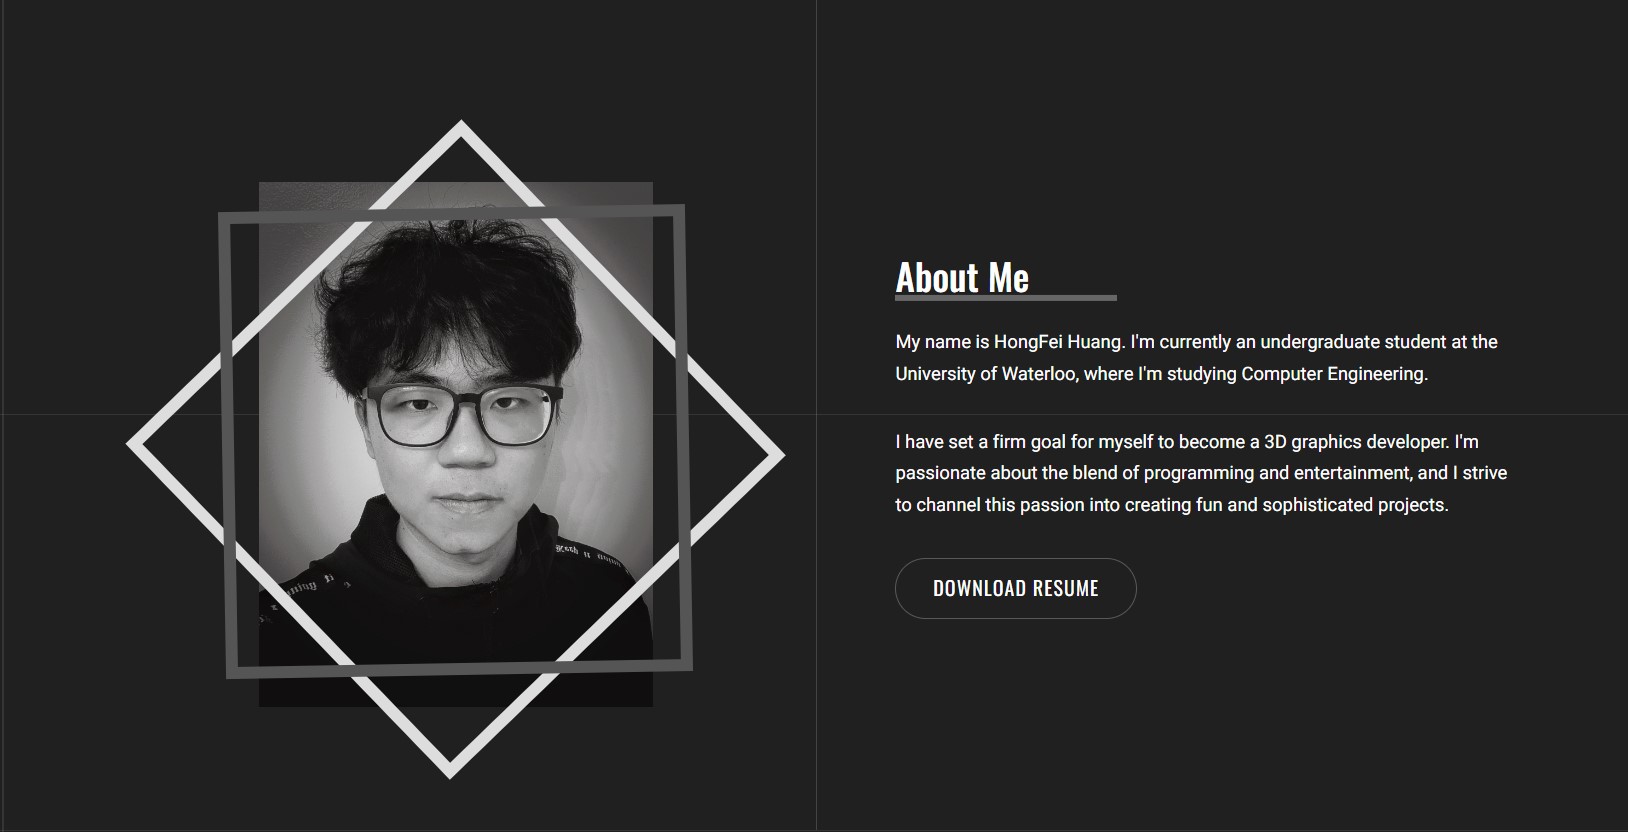 About Me
My name is HongFei Huang. I'm currently an undergraduate student at the
University of Waterloo, where I'm studying Computer Engineering.
I have set a firm goal for myself to become a 3D graphics developer. I'm
passionate about the blend of programming and entertainment, and I strive
to channel this passion into creating fun and sophisticated projects.
DOWNLOAD RESUME